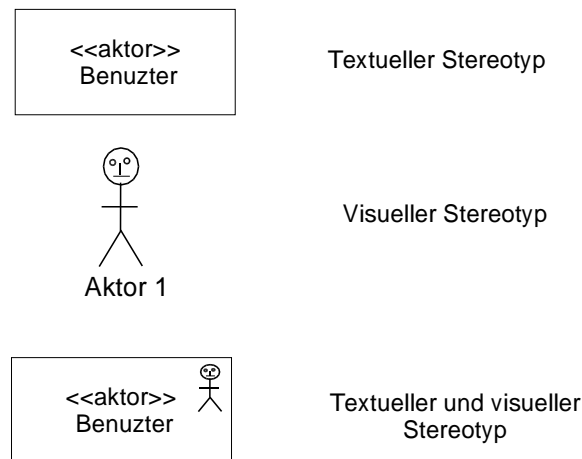 <<aktor>>
Benuzter
Textueller Stereotyp
Visueller Stereotyp
Aktor 1
<<aktor>>
Benuzter
Textueller und visueller
Stereotyp